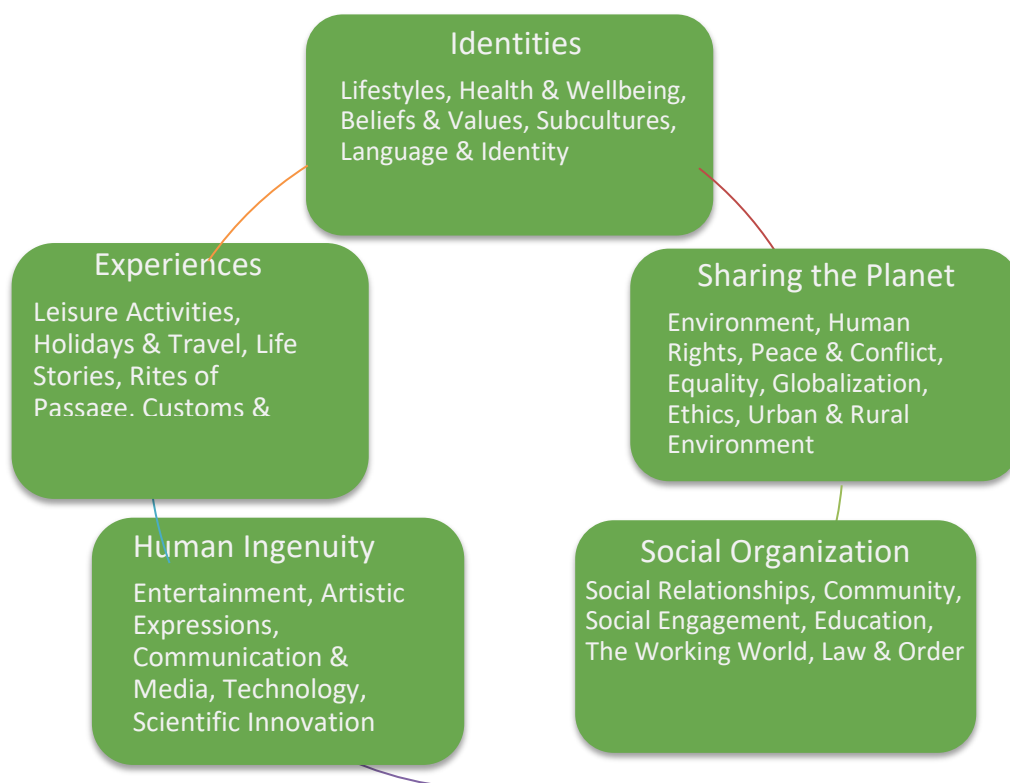 Identities
Lifestyles, Health & Wellbeing,
Beliefs & Values, Subcultures,
Language & Identity
Experiences
Leisure Activities,
Holidays & Travel, Life
Stories, Rites of
Passage, Customs &
Sharing the Planet
Environment, Human
Rights, Peace & Conflict,
Equality, Globalization,
Ethics, Urban & Rural
Environment
Human Ingenuity
Entertainment, Artistic
Expressions,
Communication &
Media, Technology,
Scientific Innovation
Social Organization
Social Relationships, Community,
Social Engagement, Education,
The Working World, Law & Order